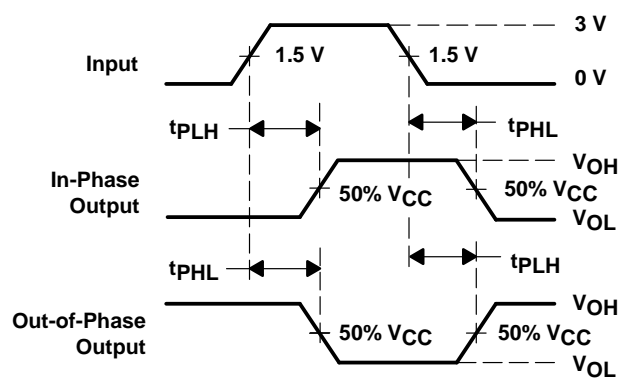 3 V
1.5 V 1.5 V
Input
0 V
tPLH tPHL
VOH
In-Phase
Output
50% VCC 50% VCC
VOL
tPHL tPLH
VOH
Out-of-Phase
Output
50% VCC 50% VCC
VOL